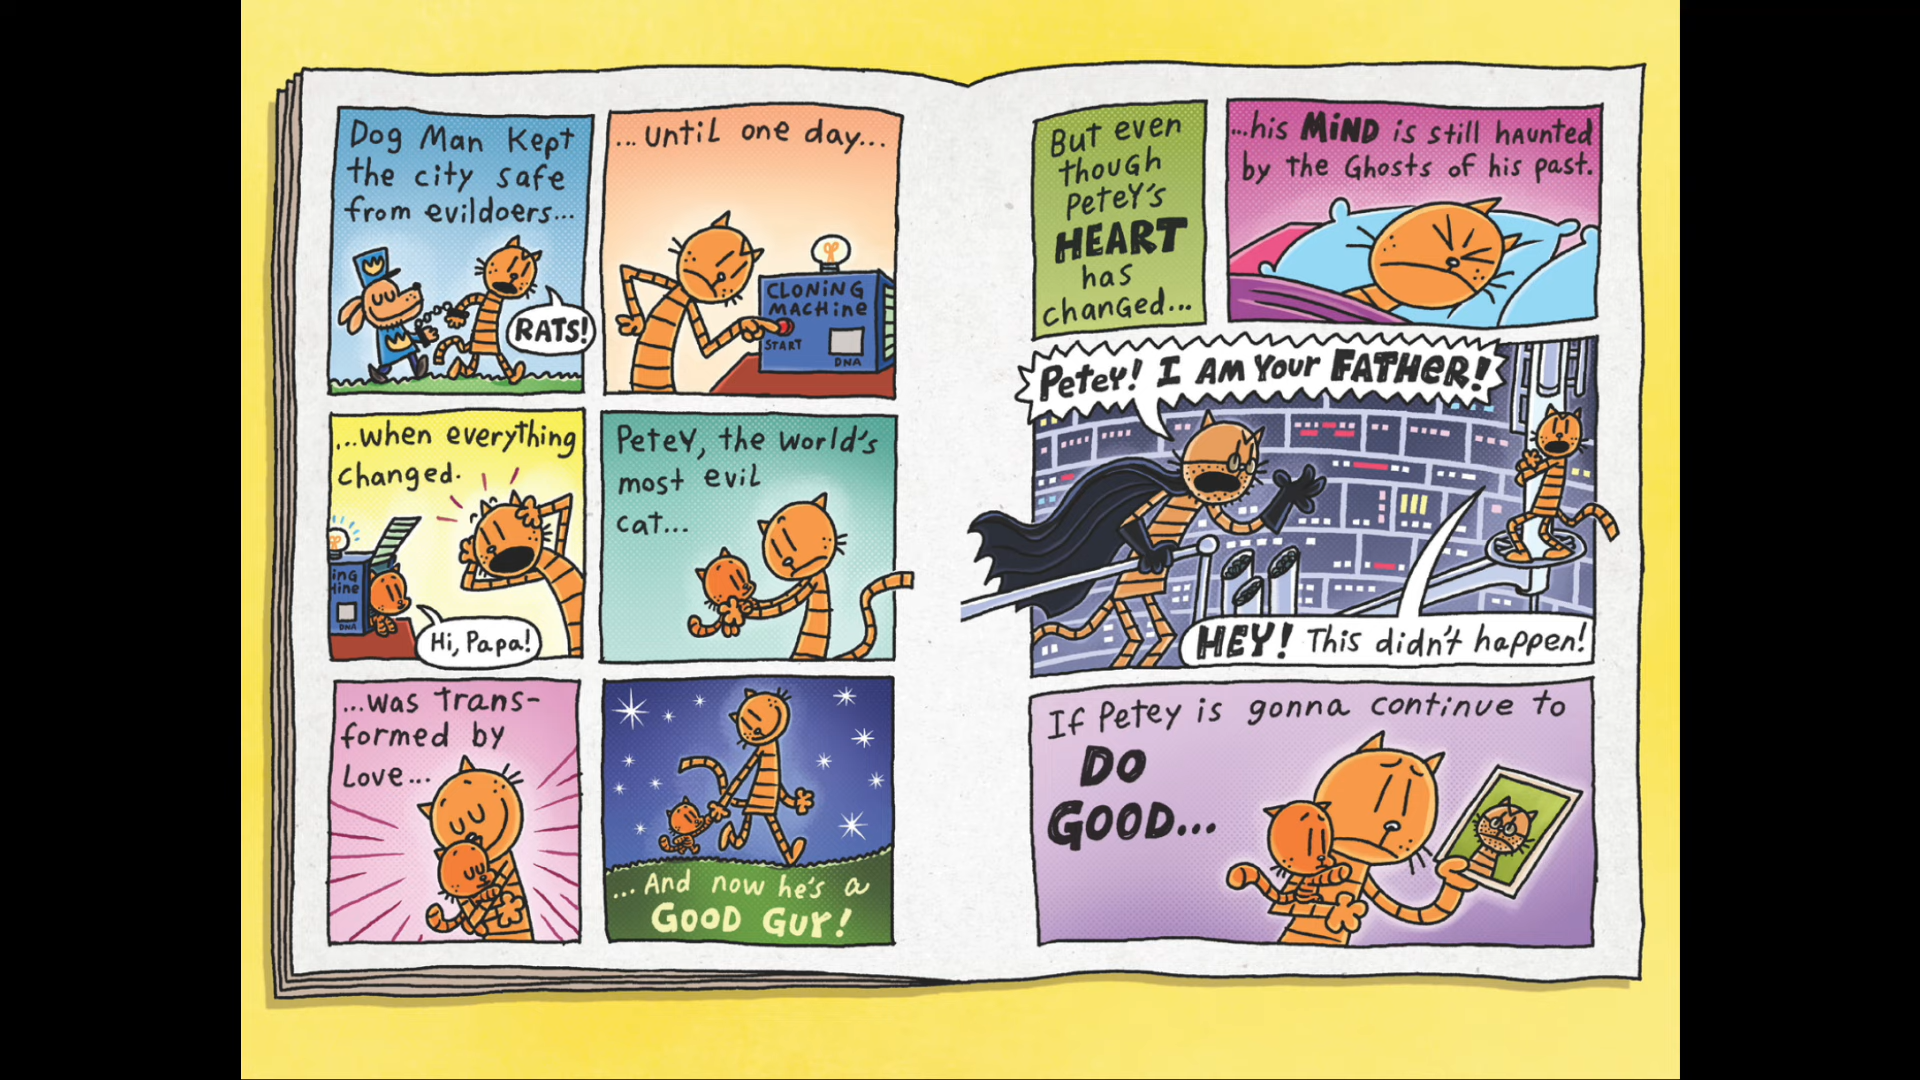 Dog Man Kept
the city safe
from evildoers...
RATS!
...until one day...
CLONING
MACHINE
START
DNA
...when everything
changed.
ing
hine
DNA
Hi, Papa!
Petey, the world's
most evil
cat...
...was trans-
formed by
Love...
...And now he's a
GOOD GUY!
But even
though
Petey's
HEART
has
changed...
...his MIND is still haunted
by the Ghosts of his past.
Petey! I AM Your FATHER!
HEY! This didn't happen!
If Petey is gonna continue to
DO
GOOD...